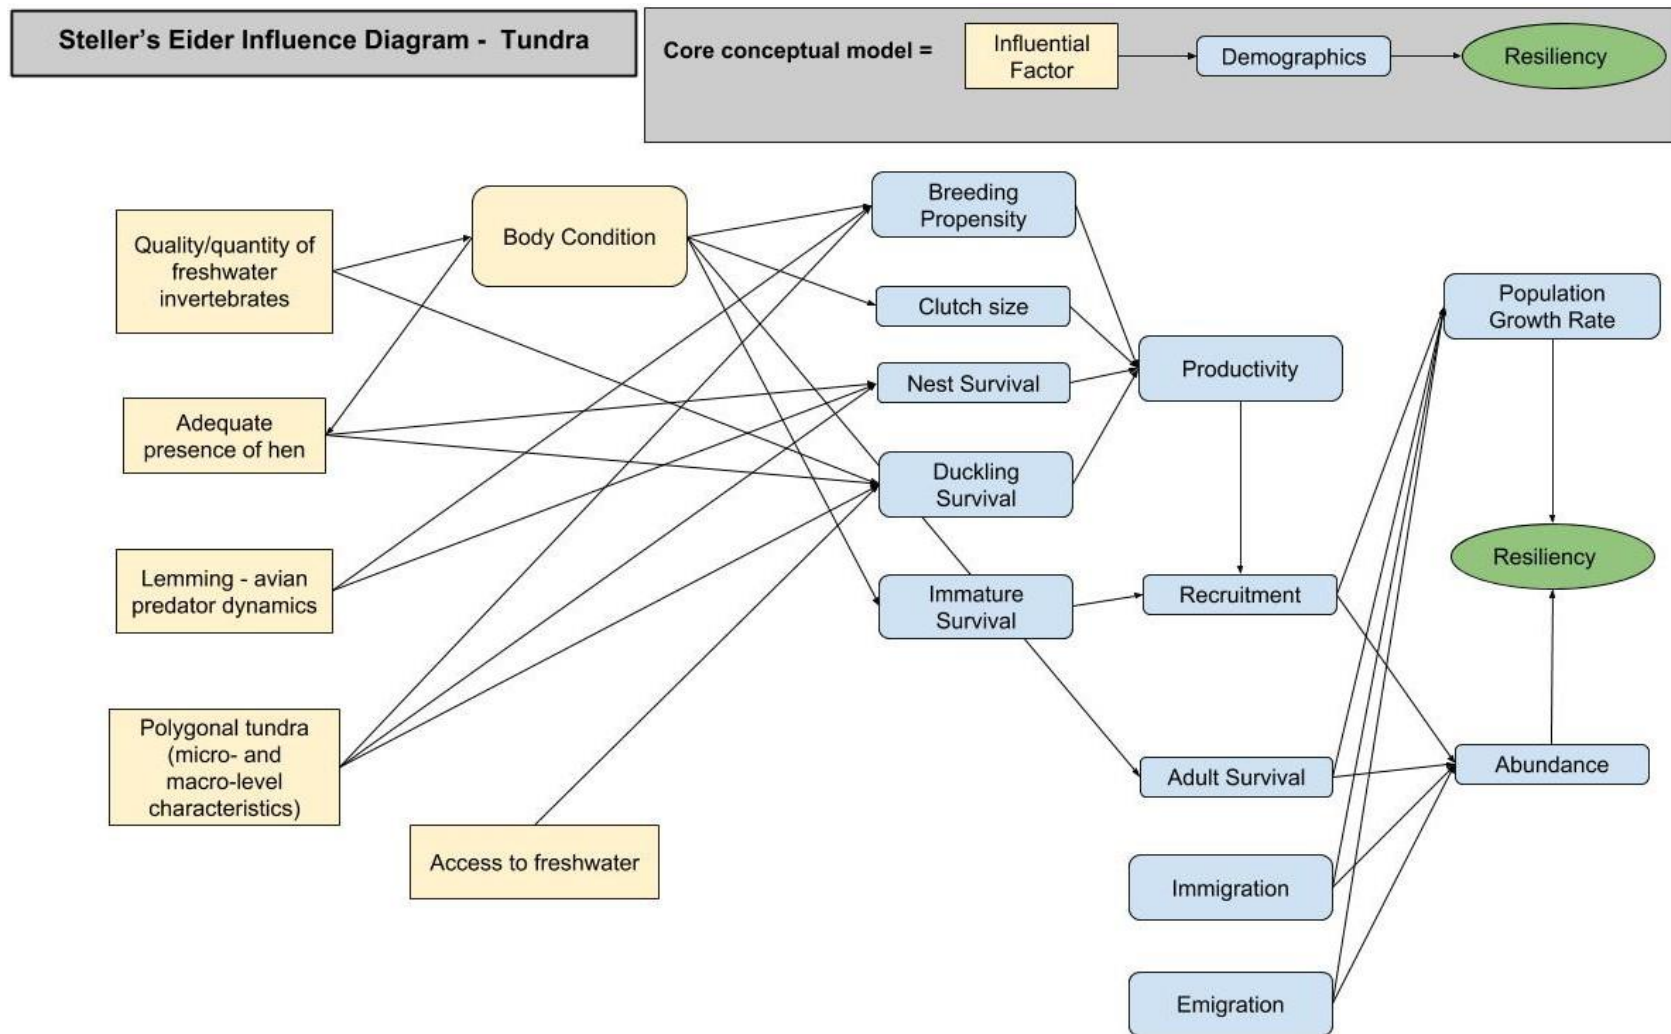 Steller’s Eider Influence Diagram -  Tundra
Core conceptual model =
Influential
Factor
Demographics
Resiliency
Quality/quantity of
freshwater
invertebrates
Body Condition
Breeding
Propensity
Clutch size
Nest Survival
Productivity
Population
Growth Rate
Adequate
presence of hen
Duckling
Survival
Resiliency
Lemming - avian
predator dynamics
Immature
Survival
Recruitment
Polygonal tundra
(micro- and
macro-level
characteristics)
Adult Survival
Abundance
Access to freshwater
Immigration
Emigration